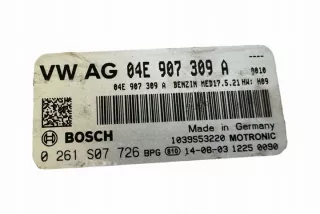 VW AG 04E 907 309 A
04E 907 309 A BENZIN MED17.5.21 HW: H09
BOSCH
Made in Germany
1039S53220 MOTRONIC
0 261 S07 726 BPG 14-08-03 1225 0090